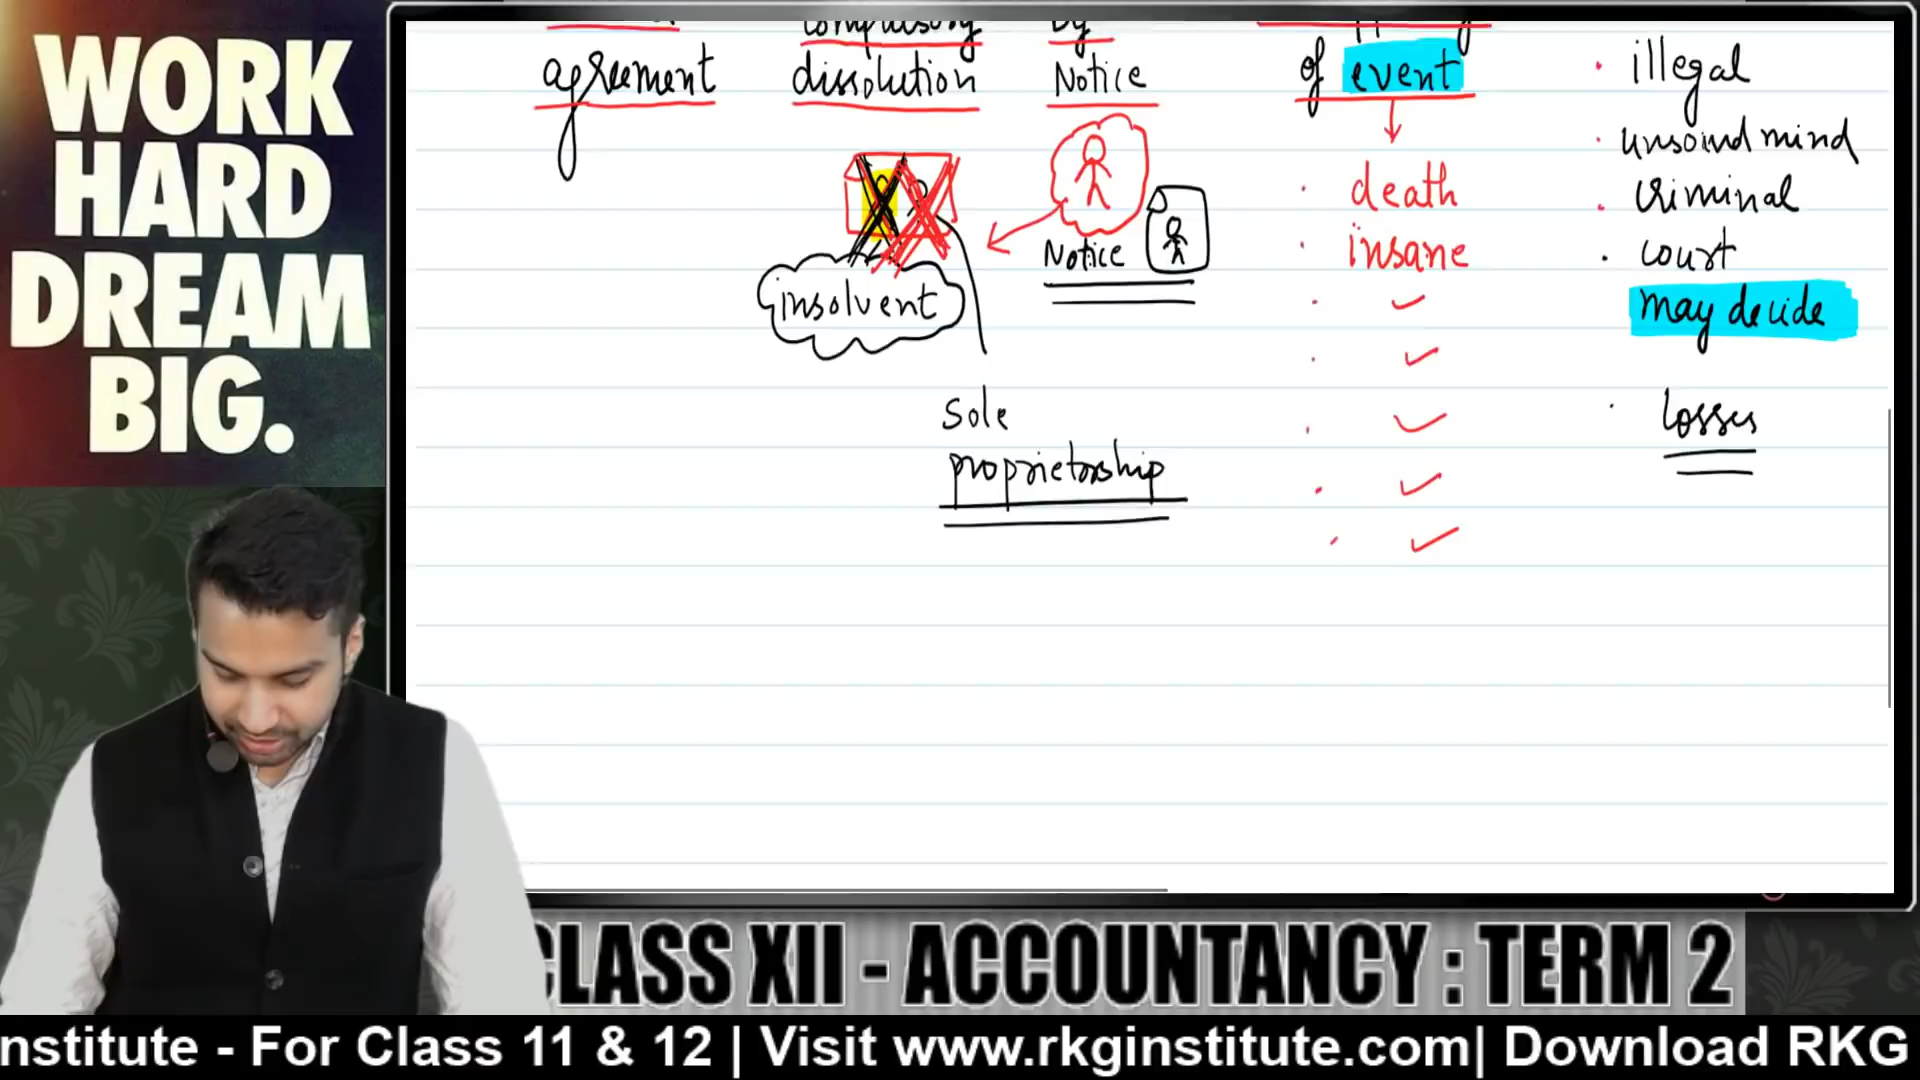 WORK
HARD
DREAM
BIG.
agreement
compulsory
dissolution
by
Notice
of event
death
insane
• illegal
• unsound mind
• criminal
• court
may decide
• losses
Notice
insolvent
Sole
proprietorship
CLASS XII - ACCOUNTANCY : TERM 2
nstitute - For Class 11 & 12 | Visit www.rkginstitute.com| Download RKG